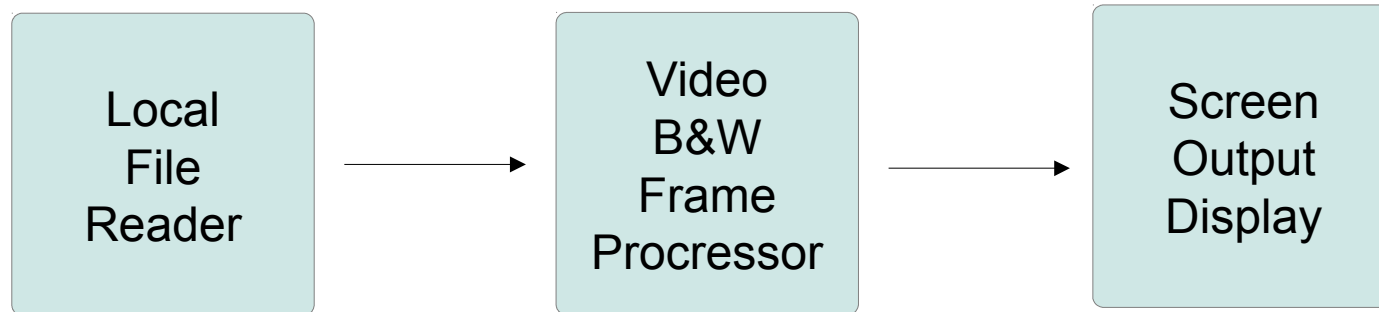 Local
File
Reader
Video
B&W
Frame
Procressor
Screen
Output
Display